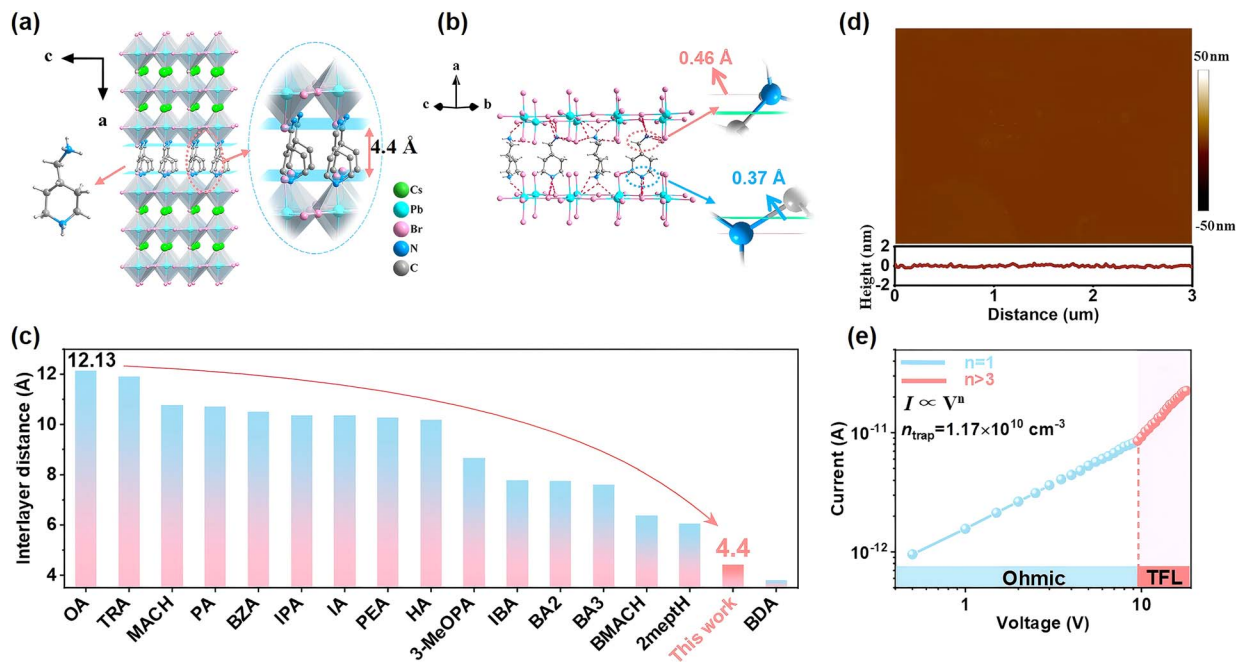 (a)
c
a
4.4 Å
Cs
Pb
Br
N
C
(b)
a
c
b
0.46 Å
0.37 Å
(d)
50nm
-50nm
Height (nm)
2
0
-2
0
1
2
3
Distance (um)
(c)
Interlayer distance (Å)
12
10
8
6
4
12.13
4.4
OA
TRA
MACH
PA
BZA
IPA
IA
PEA
HA
3-MeOPA
IBA
BA2
BA3
BMACH
2meptH
This work
BDA
(e)
n=1
n>3
I ∝ Vⁿ
n_trap=1.17×10¹⁰ cm⁻³
Current (A)
10⁻¹¹
10⁻¹²
Ohmic
TFL
1
10
Voltage (V)